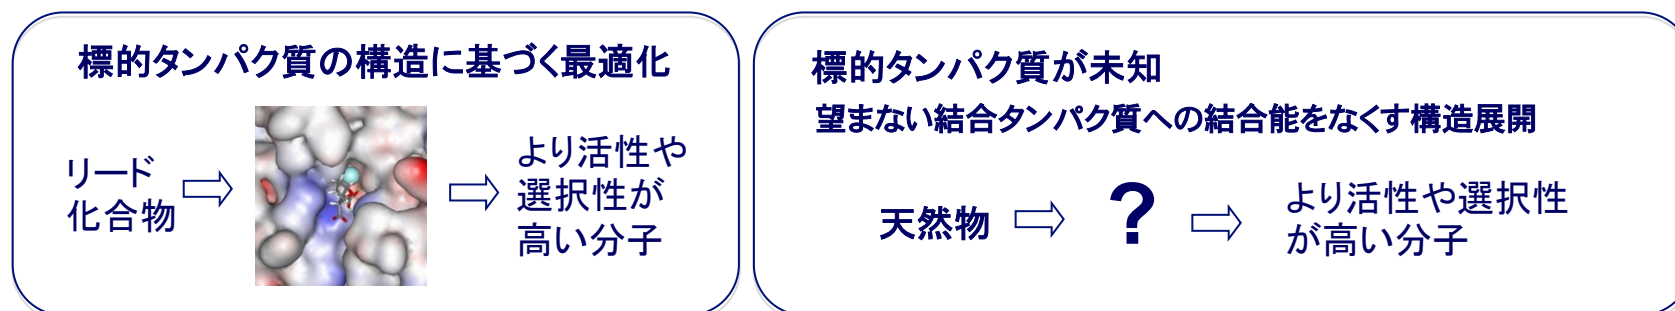 標的タンパク質の構造に基づく最適化
リード
化合物
より活性や
選択性が
高い分子
標的タンパク質が未知
望まない結合タンパク質への結合能をなくす構造展開
天然物
?
より活性や選択性
が高い分子